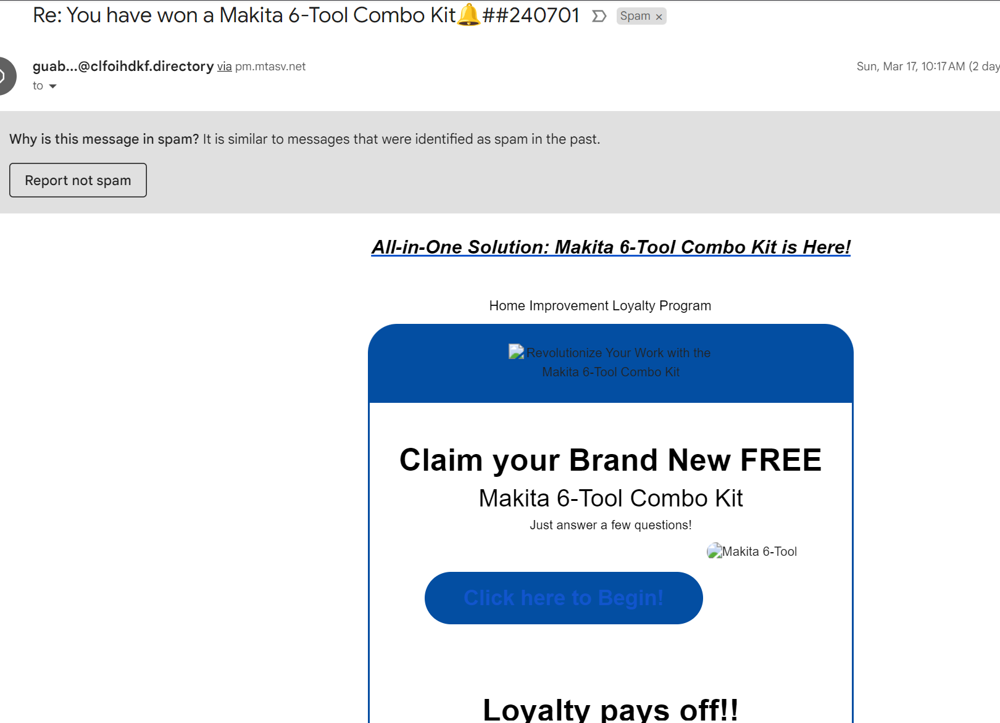 Re: You have won a Makita 6-Tool Combo Kit🔔##240701 Spam ×
guab...@clfoihdkf.directory via pm.mtasv.net Sun, Mar 17, 10:17 AM (2 day
to
Why is this message in spam? It is similar to messages that were identified as spam in the past.
Report not spam
All-in-One Solution: Makita 6-Tool Combo Kit is Here!
Home Improvement Loyalty Program
Revolutionize Your Work with the
Makita 6-Tool Combo Kit
Claim your Brand New FREE
Makita 6-Tool Combo Kit
Just answer a few questions!
Makita 6-Tool
Click here to Begin!
Loyalty pays off!!